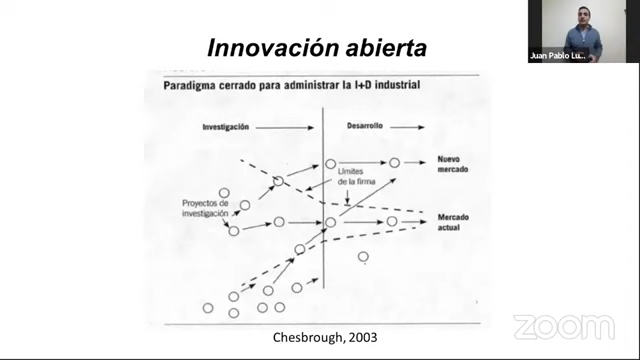 Innovación abierta
Juan Pablo Lu...
Paradigma cerrado para administrar la I+D industrial
Investigación
Desarrollo
Nuevo
mercado
Límites
de la firma
Proyectos de
investigación
Mercado
actual
Chesbrough, 2003
zoom